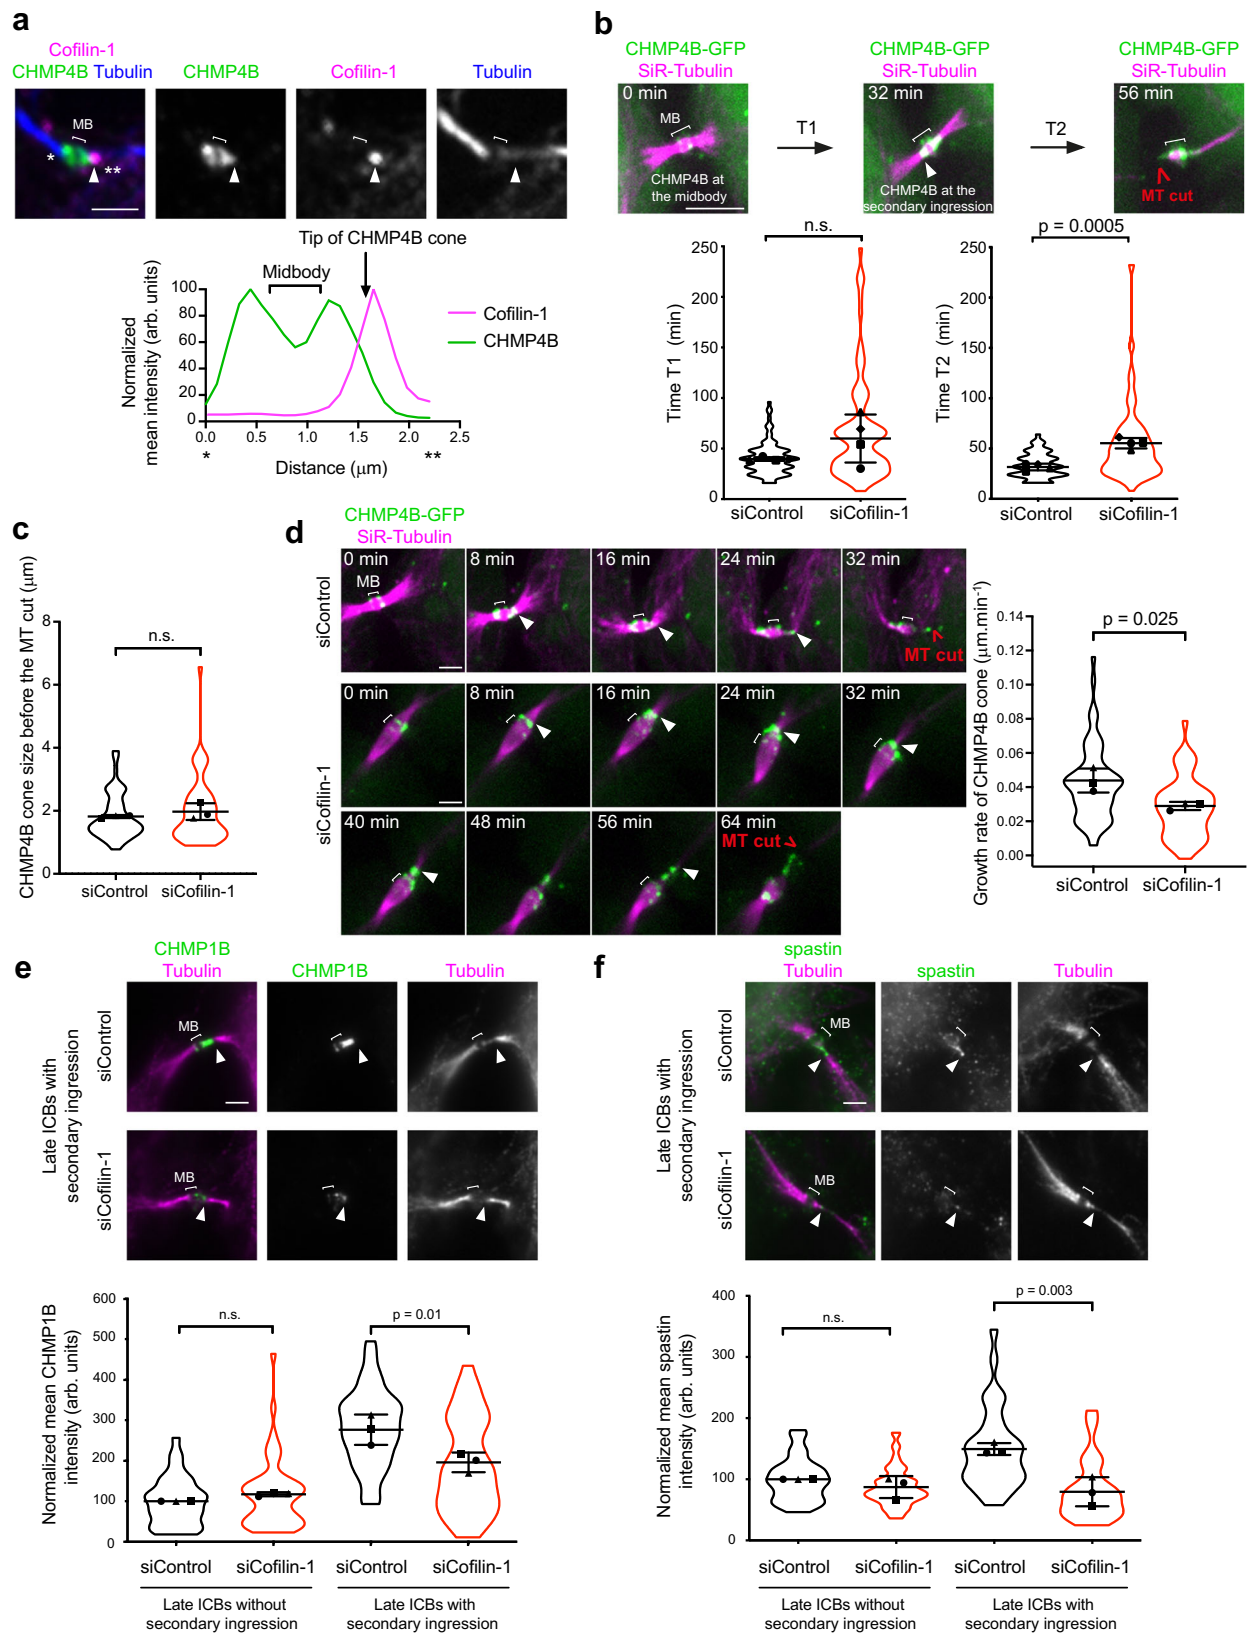 a
Cofilin-1
CHMP4B Tubulin
CHMP4B
Cofilin-1
Tubulin
MB
*
**
Tip of CHMP4B cone
Midbody
Normalized
mean intensity (arb. units)
100
80
60
40
20
0
0.0 0.5 1.0 1.5 2.0 2.5
* **
Distance (μm)
Cofilin-1
CHMP4B
b
CHMP4B-GFP
SiR-Tubulin
0 min
MB
CHMP4B at
the midbody
T1
CHMP4B-GFP
SiR-Tubulin
32 min
CHMP4B at the
secondary ingression
T2
CHMP4B-GFP
SiR-Tubulin
56 min
MT cut
n.s.
Time T1 (min)
250
200
150
100
50
0
siControl siCofilin-1
p = 0.0005
Time T2 (min)
250
200
150
100
50
0
siControl siCofilin-1
c
CHMP4B cone size before the MT cut (μm)
n.s.
8
6
4
2
0
siControl siCofilin-1
d
CHMP4B-GFP
SiR-Tubulin
siControl
0 min 8 min 16 min 24 min 32 min
MB
MT cut
siCofilin-1
0 min 8 min 16 min 24 min 32 min
40 min 48 min 56 min 64 min
MT cut
Growth rate of CHMP4B cone (μm.min⁻¹)
p = 0.025
0.14
0.12
0.10
0.08
0.06
0.04
0.02
0.00
siControl siCofilin-1
e
CHMP1B
Tubulin
CHMP1B
Tubulin
Late ICBs with
secondary ingression
siControl
MB
siCofilin-1
MB
Normalized mean CHMP1B
intensity (arb. units)
600
500
400
300
200
100
0
n.s.
p = 0.01
siControl siCofilin-1 siControl siCofilin-1
Late ICBs without
secondary ingression
Late ICBs with
secondary ingression
f
spastin
Tubulin
spastin
Tubulin
Late ICBs with
secondary ingression
siControl
MB
siCofilin-1
MB
Normalized mean spastin
intensity (arb. units)
400
300
200
100
0
n.s.
p = 0.003
siControl siCofilin-1 siControl siCofilin-1
Late ICBs without
secondary ingression
Late ICBs with
secondary ingression